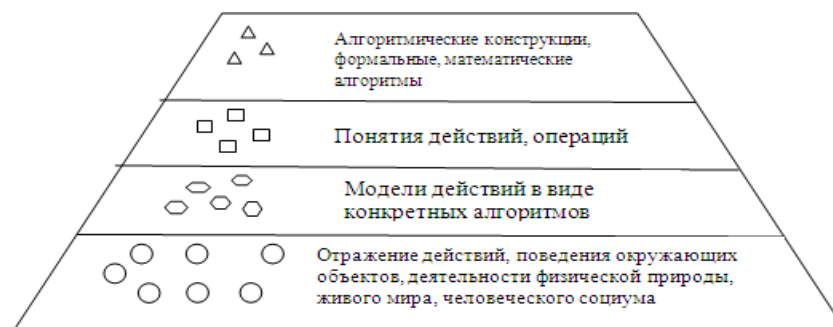 Алгоритмические конструкции,
формальные, математические
алгоритмы
Понятия действий, операций
Модели действий в виде
конкретных алгоритмов
Отражение действий, поведения окружающих
объектов, деятельности физической природы,
живого мира, человеческого социума